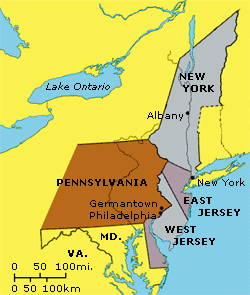 NEW
YORK
Lake Ontario
Albany
PENNSYLVANIA
New York
Germantown
Philadelphia
EAST
JERSEY
WEST
JERSEY
MD.
VA.
0 50 100mi.
0 50 100km